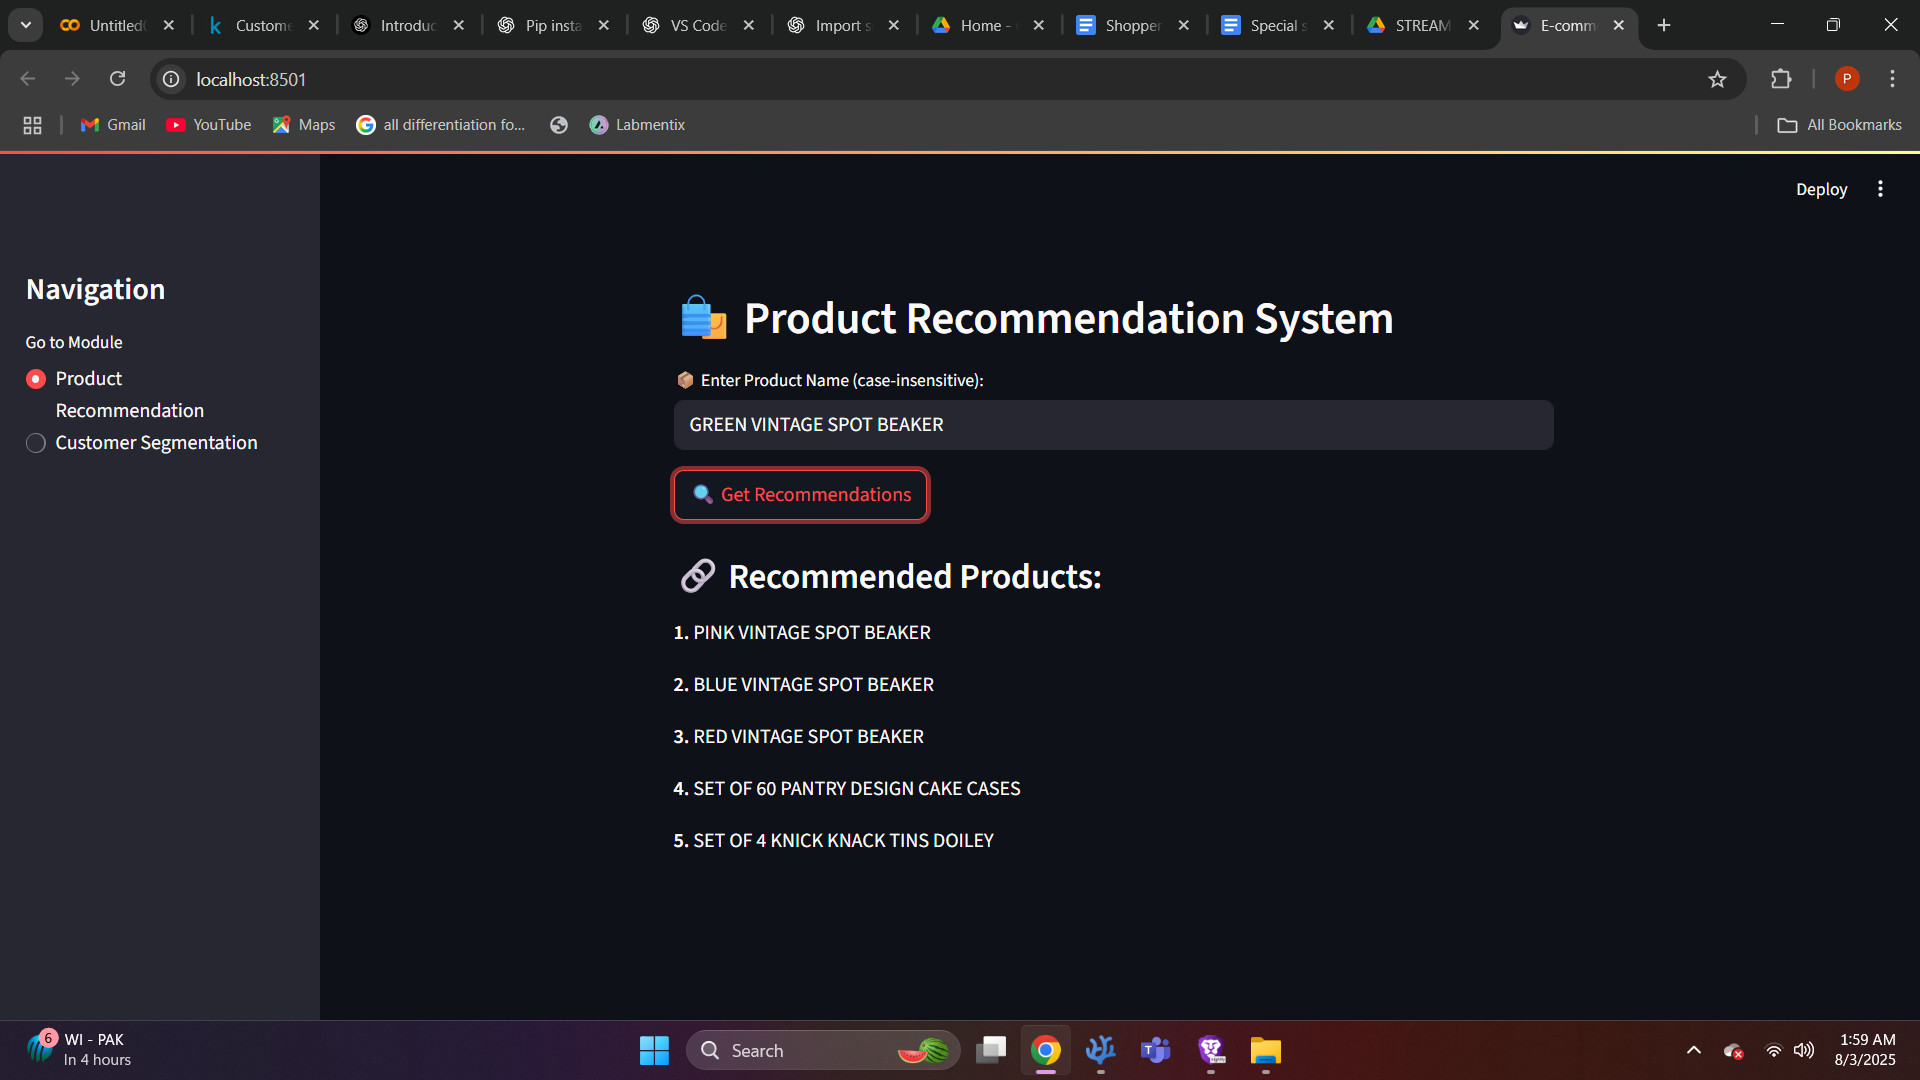 Untitled
Custome
Introduc
Pip insta
VS Code
Import s
Home -
Shopper
Special s
STREAM
E-comm
localhost:8501
P
Gmail
YouTube
Maps
all differentiation fo...
Labmentix
All Bookmarks
Deploy
Navigation
Go to Module
Product
Recommendation
Customer Segmentation
Product Recommendation System
Enter Product Name (case-insensitive):
GREEN VINTAGE SPOT BEAKER
Get Recommendations
Recommended Products:
1. PINK VINTAGE SPOT BEAKER
2. BLUE VINTAGE SPOT BEAKER
3. RED VINTAGE SPOT BEAKER
4. SET OF 60 PANTRY DESIGN CAKE CASES
5. SET OF 4 KNICK KNACK TINS DOILEY
6
WI - PAK
In 4 hours
Search
1:59 AM
8/3/2025